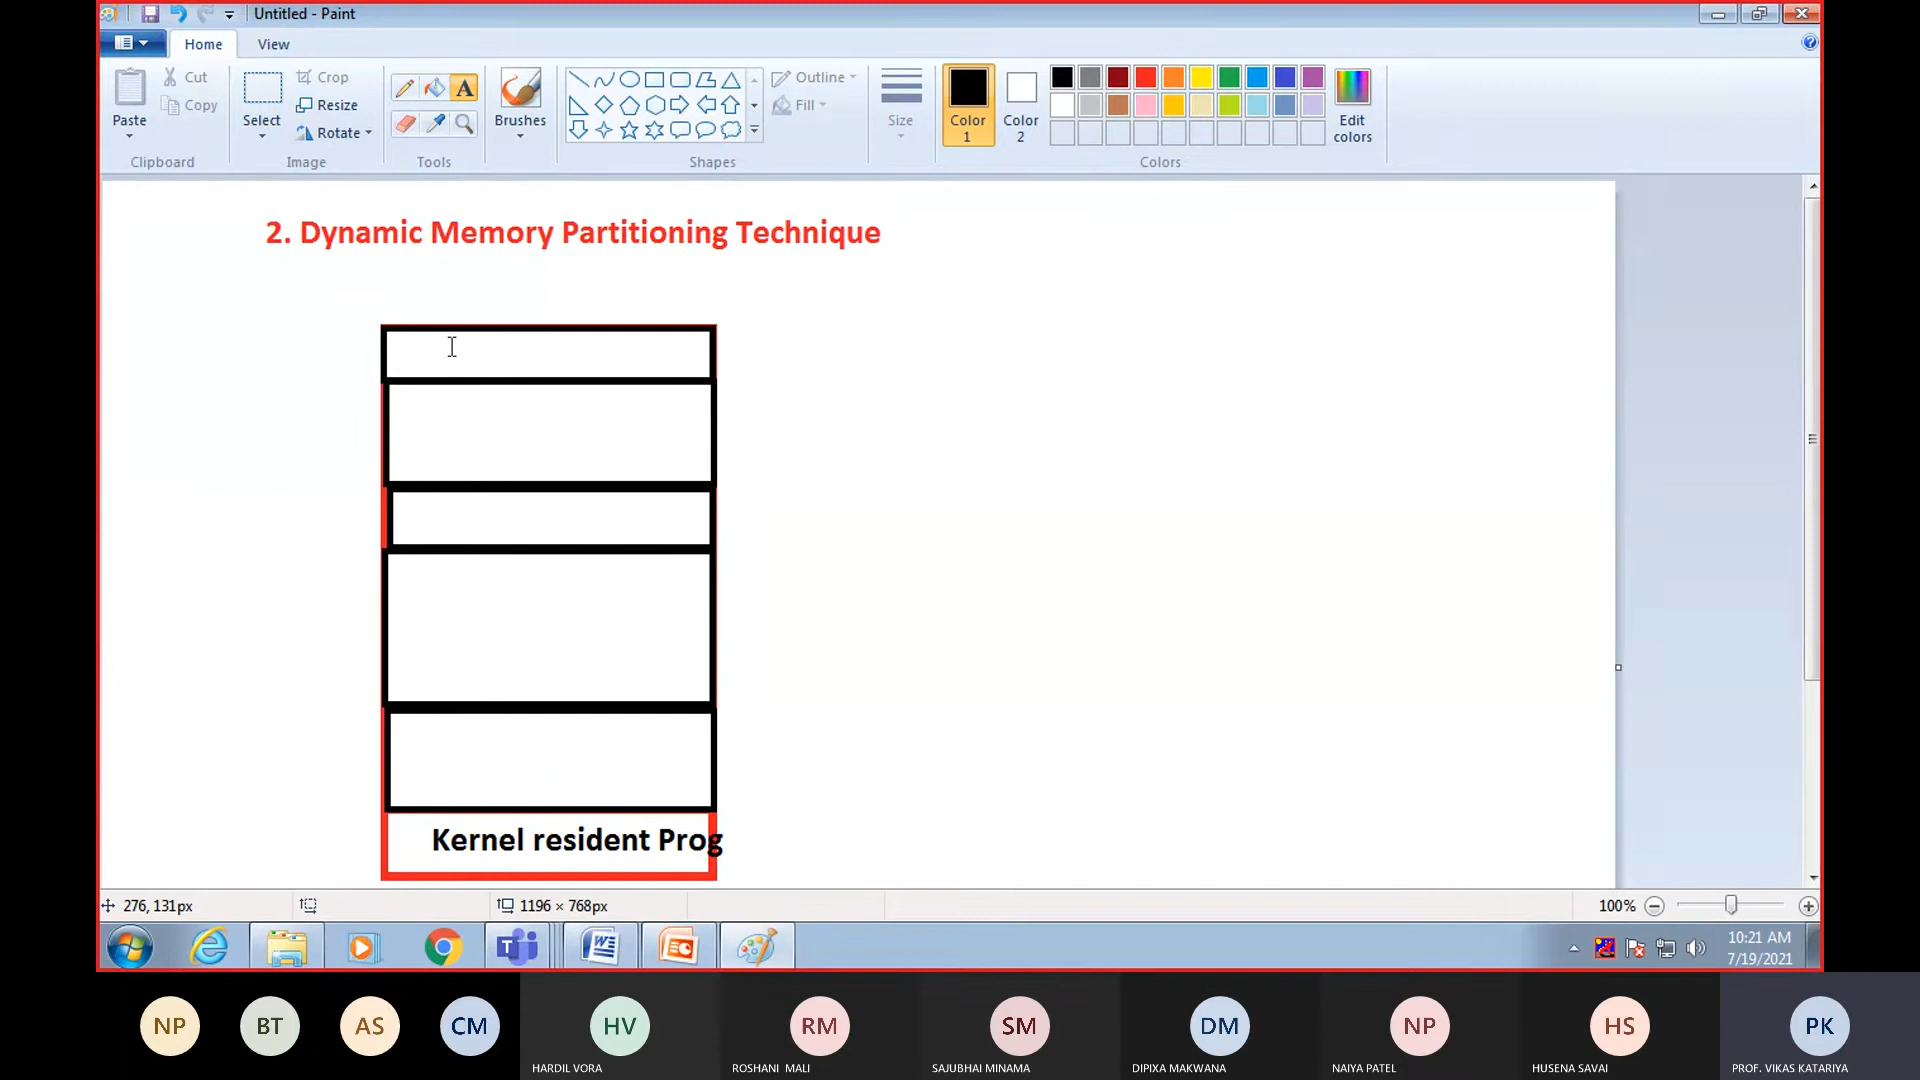 Untitled - Paint
Home
View
Paste
Cut
Copy
Clipboard
Select
Crop
Resize
Rotate
Image
A
Tools
Brushes
Outline
Fill
Shapes
Size
Color
1
Color
2
Edit
colors
Colors
2. Dynamic Memory Partitioning Technique
Kernel resident Prog
276, 131px
1196 × 768px
100%
10:21 AM
7/19/2021
NP
BT
AS
CM
HV
HARDIL VORA
RM
ROSHANI MALI
SM
SAJUBHAI MINAMA
DM
DIPIXA MAKWANA
NP
NAIYA PATEL
HS
HUSENA SAVAI
PK
PROF. VIKAS KATARIYA